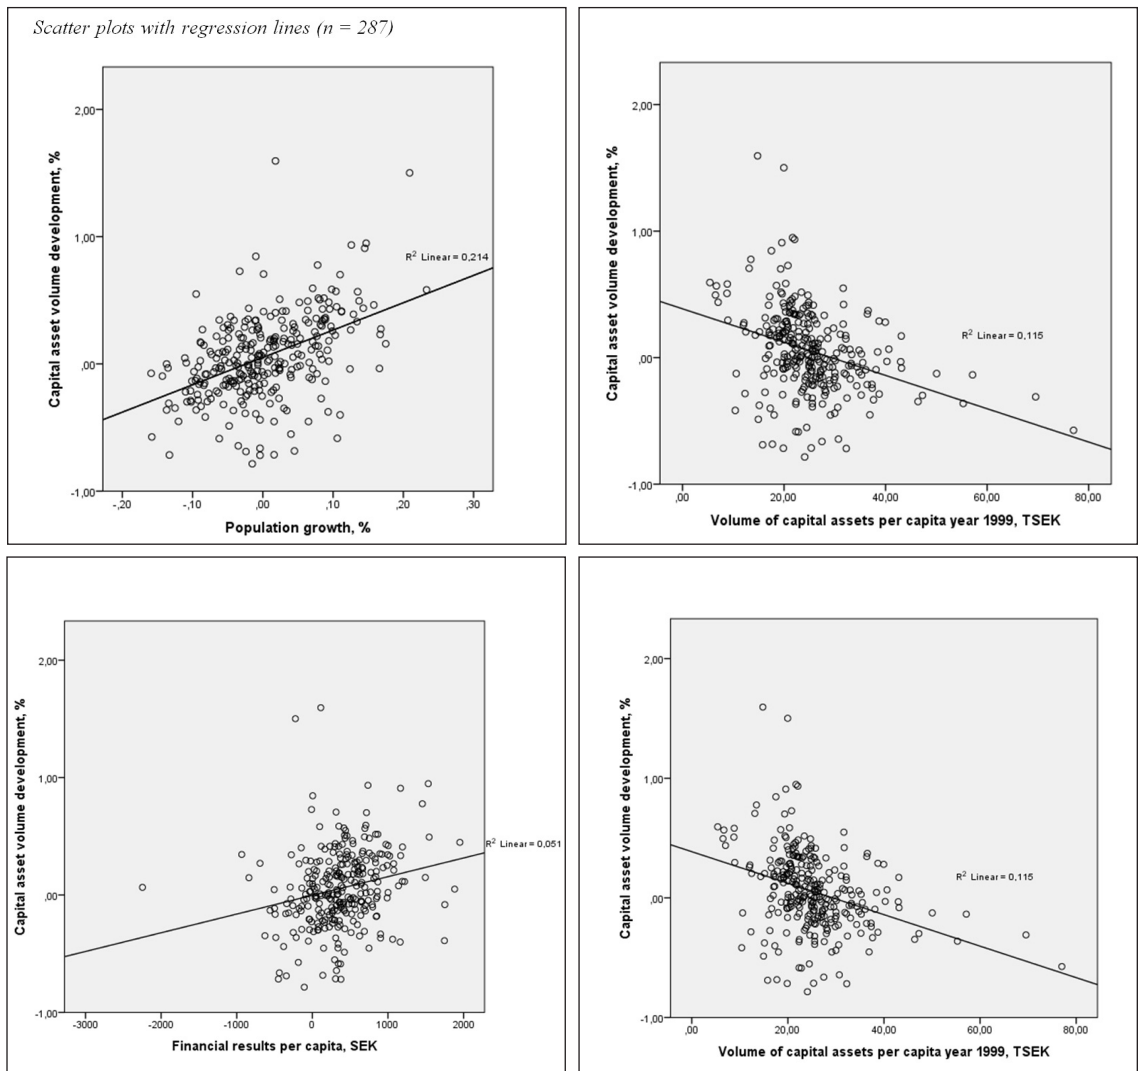 Scatter plots with regression lines (n = 287)
Capital asset volume development, %
2,00
1,00
,00
-1,00
R² Linear = 0,214
-,20
-,10
,00
,10
,20
,30
Population growth, %
Capital asset volume development, %
2,00
1,00
,00
-1,00
R² Linear = 0,115
,00
20,00
40,00
60,00
80,00
Volume of capital assets per capita year 1999, TSEK
Capital asset volume development, %
2,00
1,00
,00
-1,00
R² Linear = 0,051
-3000
-2000
-1000
0
1000
2000
Financial results per capita, SEK
Capital asset volume development, %
2,00
1,00
,00
-1,00
R² Linear = 0,115
,00
20,00
40,00
60,00
80,00
Volume of capital assets per capita year 1999, TSEK